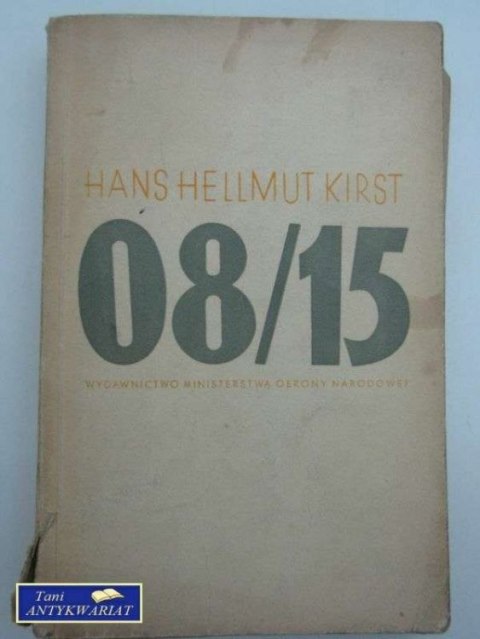 HANS HELLMUT KIRST
08/15
WYDAWNICTWO MINISTERSTWA OBRONY NARODOWEJ
Tani
ANTYKWARIAT